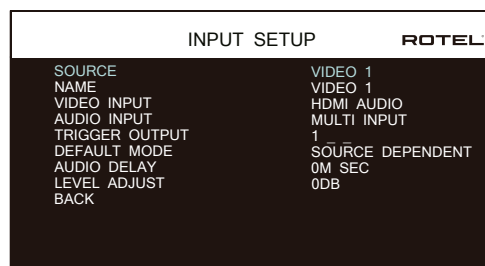 INPUT SETUP ROTEL
SOURCE VIDEO 1
NAME VIDEO 1
VIDEO INPUT HDMI AUDIO
AUDIO INPUT MULTI INPUT
TRIGGER OUTPUT 1 _ _
DEFAULT MODE SOURCE DEPENDENT
AUDIO DELAY 0M SEC
LEVEL ADJUST 0DB
BACK